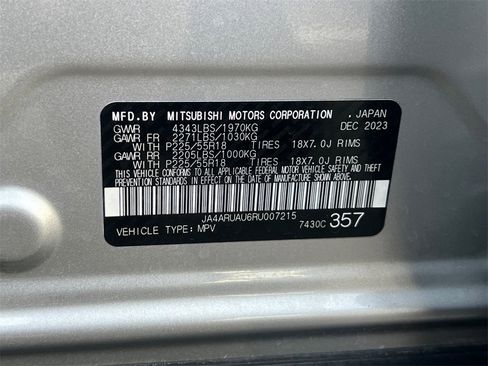 MFD.BY MITSUBISHI MOTORS CORPORATION , JAPAN
GVWR 4343LBS/1970KG DEC 2023
GAWR FR 2271LBS/1030KG
WITH P225/55R18 TIRES 18X7.0J RIMS
GAWR RR 2205LBS/1000KG
WITH P225/55R18 TIRES 18X7.0J RIMS
THIS VEHICLE CONFORMS TO ALL APPLICABLE FEDERAL MOTOR VEHICLE SAFETY AND
THEFT PREVENTION STANDARDS IN EFFECT ON THE DATE OF MANUFACTURE SHOWN ABOVE.
JA4ARUAU6RU007215
VEHICLE TYPE: MPV 7430C 357